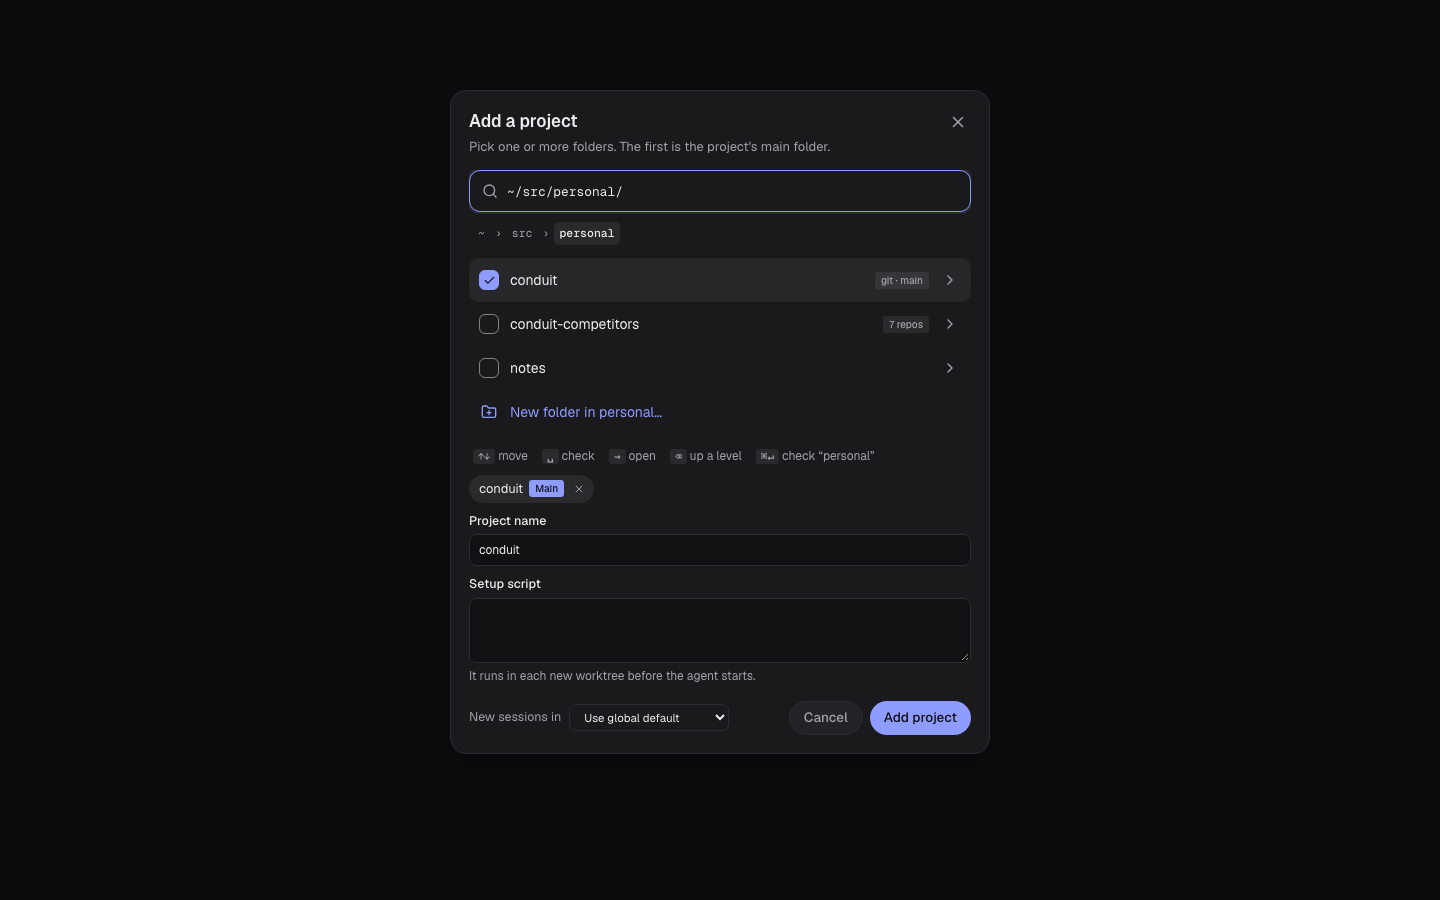 Add a project
Pick one or more folders. The first is the project's main folder.
~/src/personal/
~ › src › personal
conduit git · main
conduit-competitors 7 repos
notes
New folder in personal...
↑↓ move ␣ check → open ⌫ up a level ⌘↵ check “personal”
conduit Main
Project name
conduit
Setup script
It runs in each new worktree before the agent starts.
New sessions in Use global default Cancel Add project